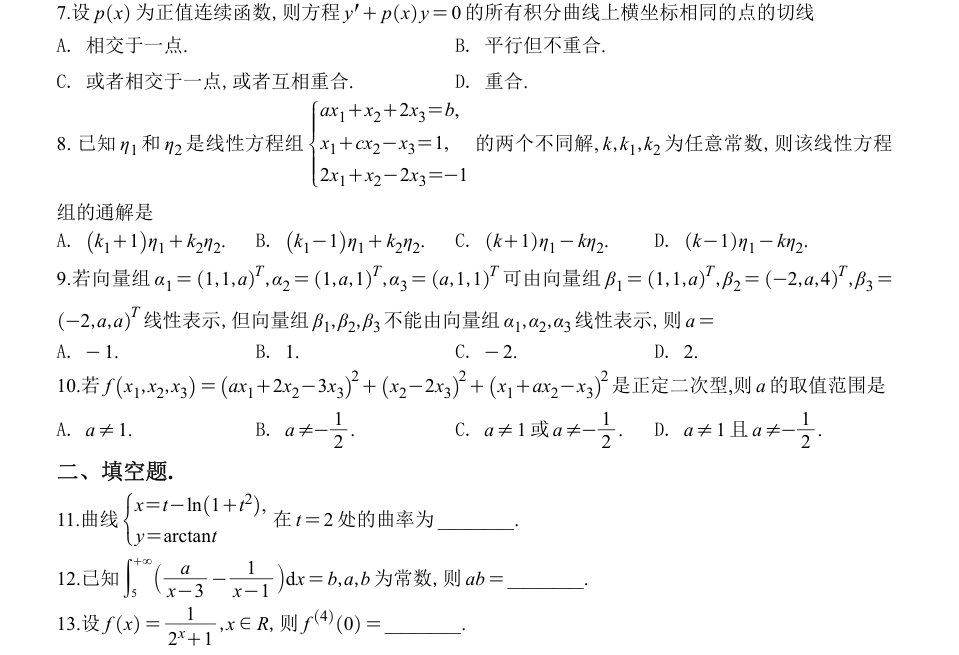 7.设 p(x) 为正值连续函数, 则方程 y′+p(x)y=0 的所有积分曲线上横坐标相同的点的切线
A. 相交于一点. B. 平行但不重合.
C. 或者相交于一点, 或者互相重合. D. 重合.
8. 已知 η₁ 和 η₂ 是线性方程组 { ax₁+x₂+2x₃=b, x₁+cx₂−x₃=1, 2x₁+x₂−2x₃=−1 的两个不同解, k,k₁,k₂ 为任意常数, 则该线性方程
组的通解是
A. (k₁+1)η₁+k₂η₂. B. (k₁−1)η₁+k₂η₂. C. (k+1)η₁−kη₂. D. (k−1)η₁−kη₂.
9.若向量组 α₁=(1,1,a)ᵀ,α₂=(1,a,1)ᵀ,α₃=(a,1,1)ᵀ 可由向量组 β₁=(1,1,a)ᵀ,β₂=(−2,a,4)ᵀ,β₃=
(−2,a,a)ᵀ 线性表示, 但向量组 β₁,β₂,β₃ 不能由向量组 α₁,α₂,α₃ 线性表示, 则 a=
A. −1. B. 1. C. −2. D. 2.
10.若 f(x₁,x₂,x₃)=(ax₁+2x₂−3x₃)²+(x₂−2x₃)²+(x₁+ax₂−x₃)² 是正定二次型,则 a 的取值范围是
A. a≠1. B. a≠−1/2. C. a≠1 或 a≠−1/2. D. a≠1 且 a≠−1/2.
二、填空题.
11.曲线 { x=t−ln(1+t²), y=arctant 在 t=2 处的曲率为________.
12.已知 ∫₅^{+∞} (a/(x−3) − 1/(x−1))dx=b,a,b 为常数, 则 ab=________.
13.设 f(x)=1/(2ˣ+1),x∈R, 则 f⁽⁴⁾(0)=________.